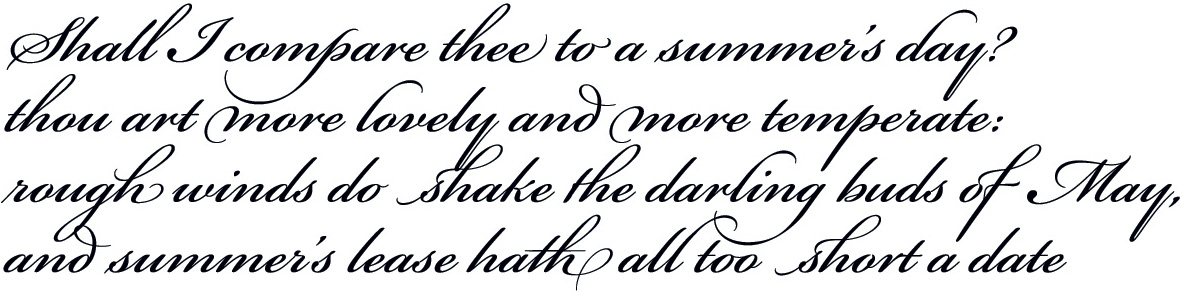 Shall I compare thee to a summer's day?
thou art more lovely and more temperate:
rough winds do shake the darling buds of May,
and summer's lease hath all too short a date